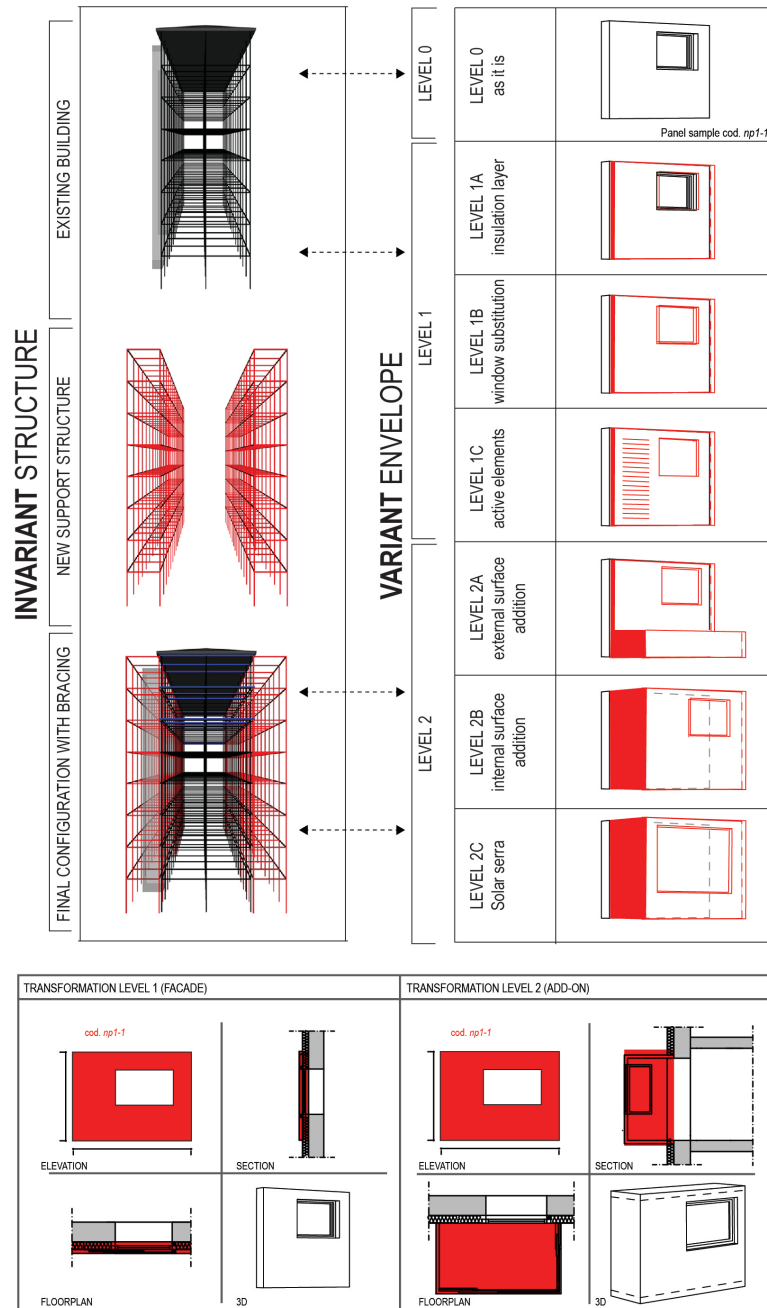 INVARIANT STRUCTURE
EXISTING BUILDING
NEW SUPPORT STRUCTURE
FINAL CONFIGURATION WITH BRACING
VARIANT ENVELOPE
LEVEL 0
LEVEL 1
LEVEL 2
LEVEL 0
as it is
Panel sample cod. np1-1
LEVEL 1A
insulation layer
LEVEL 1B
window substitution
LEVEL 1C
active elements
LEVEL 2A
external surface
addition
LEVEL 2B
internal surface
addition
LEVEL 2C
Solar serra
TRANSFORMATION LEVEL 1 (FACADE)
cod. np1-1
ELEVATION
SECTION
FLOORPLAN
3D
TRANSFORMATION LEVEL 2 (ADD-ON)
cod. np1-1
ELEVATION
SECTION
FLOORPLAN
3D